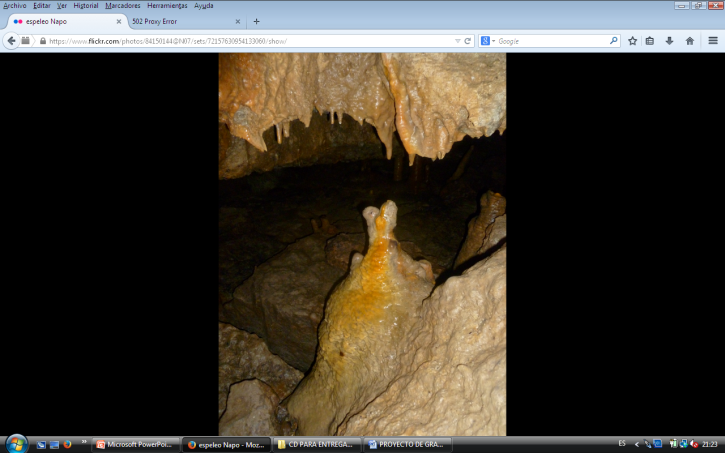 Archivo Editar Ver Historial Marcadores Herramientas Ayuda
espeleo Napo
502 Proxy Error
https://www.flickr.com/photos/84150144@N07/sets/72157630954133060/show/
Google
Microsoft PowerPoi...
espeleo Napo - Moz...
CD PARA ENTREGA...
PROYECTO DE GRA...
ES
21:23